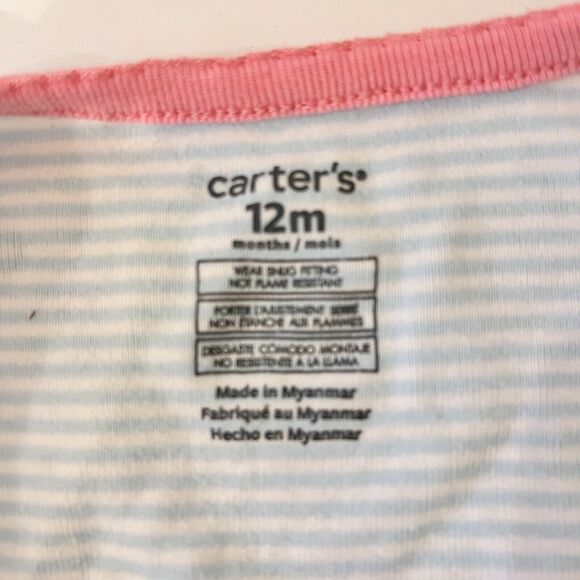 carter's®
12m
months / mois
WEAR SNUG FITTING
NOT FLAME RESISTANT
PORTER L'AJUSTEMENT SERRÉ
NON ÉTANCHE AUX FLAMMES
DESGASTE CÓMODO MONTAJE
NO RESISTENTE A LA LLAMA
Made in Myanmar
Fabriqué au Myanmar
Hecho en Myanmar